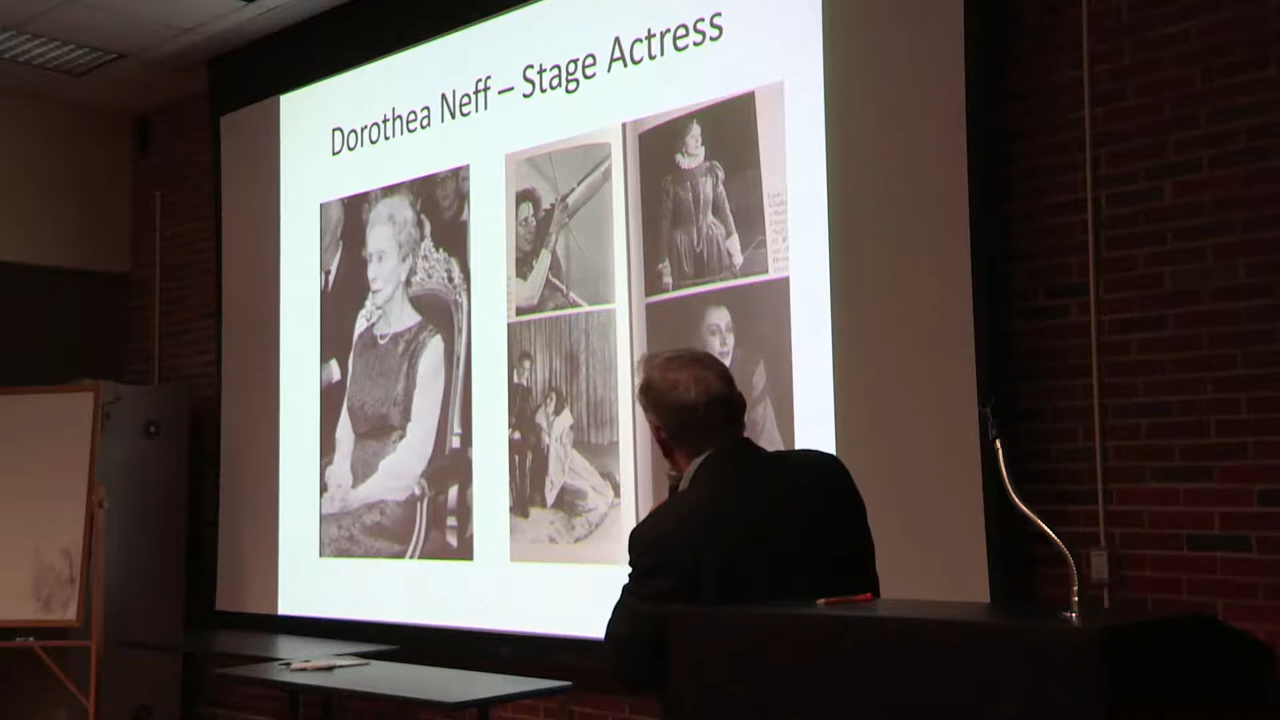 Dorothea Neff – Stage Actress